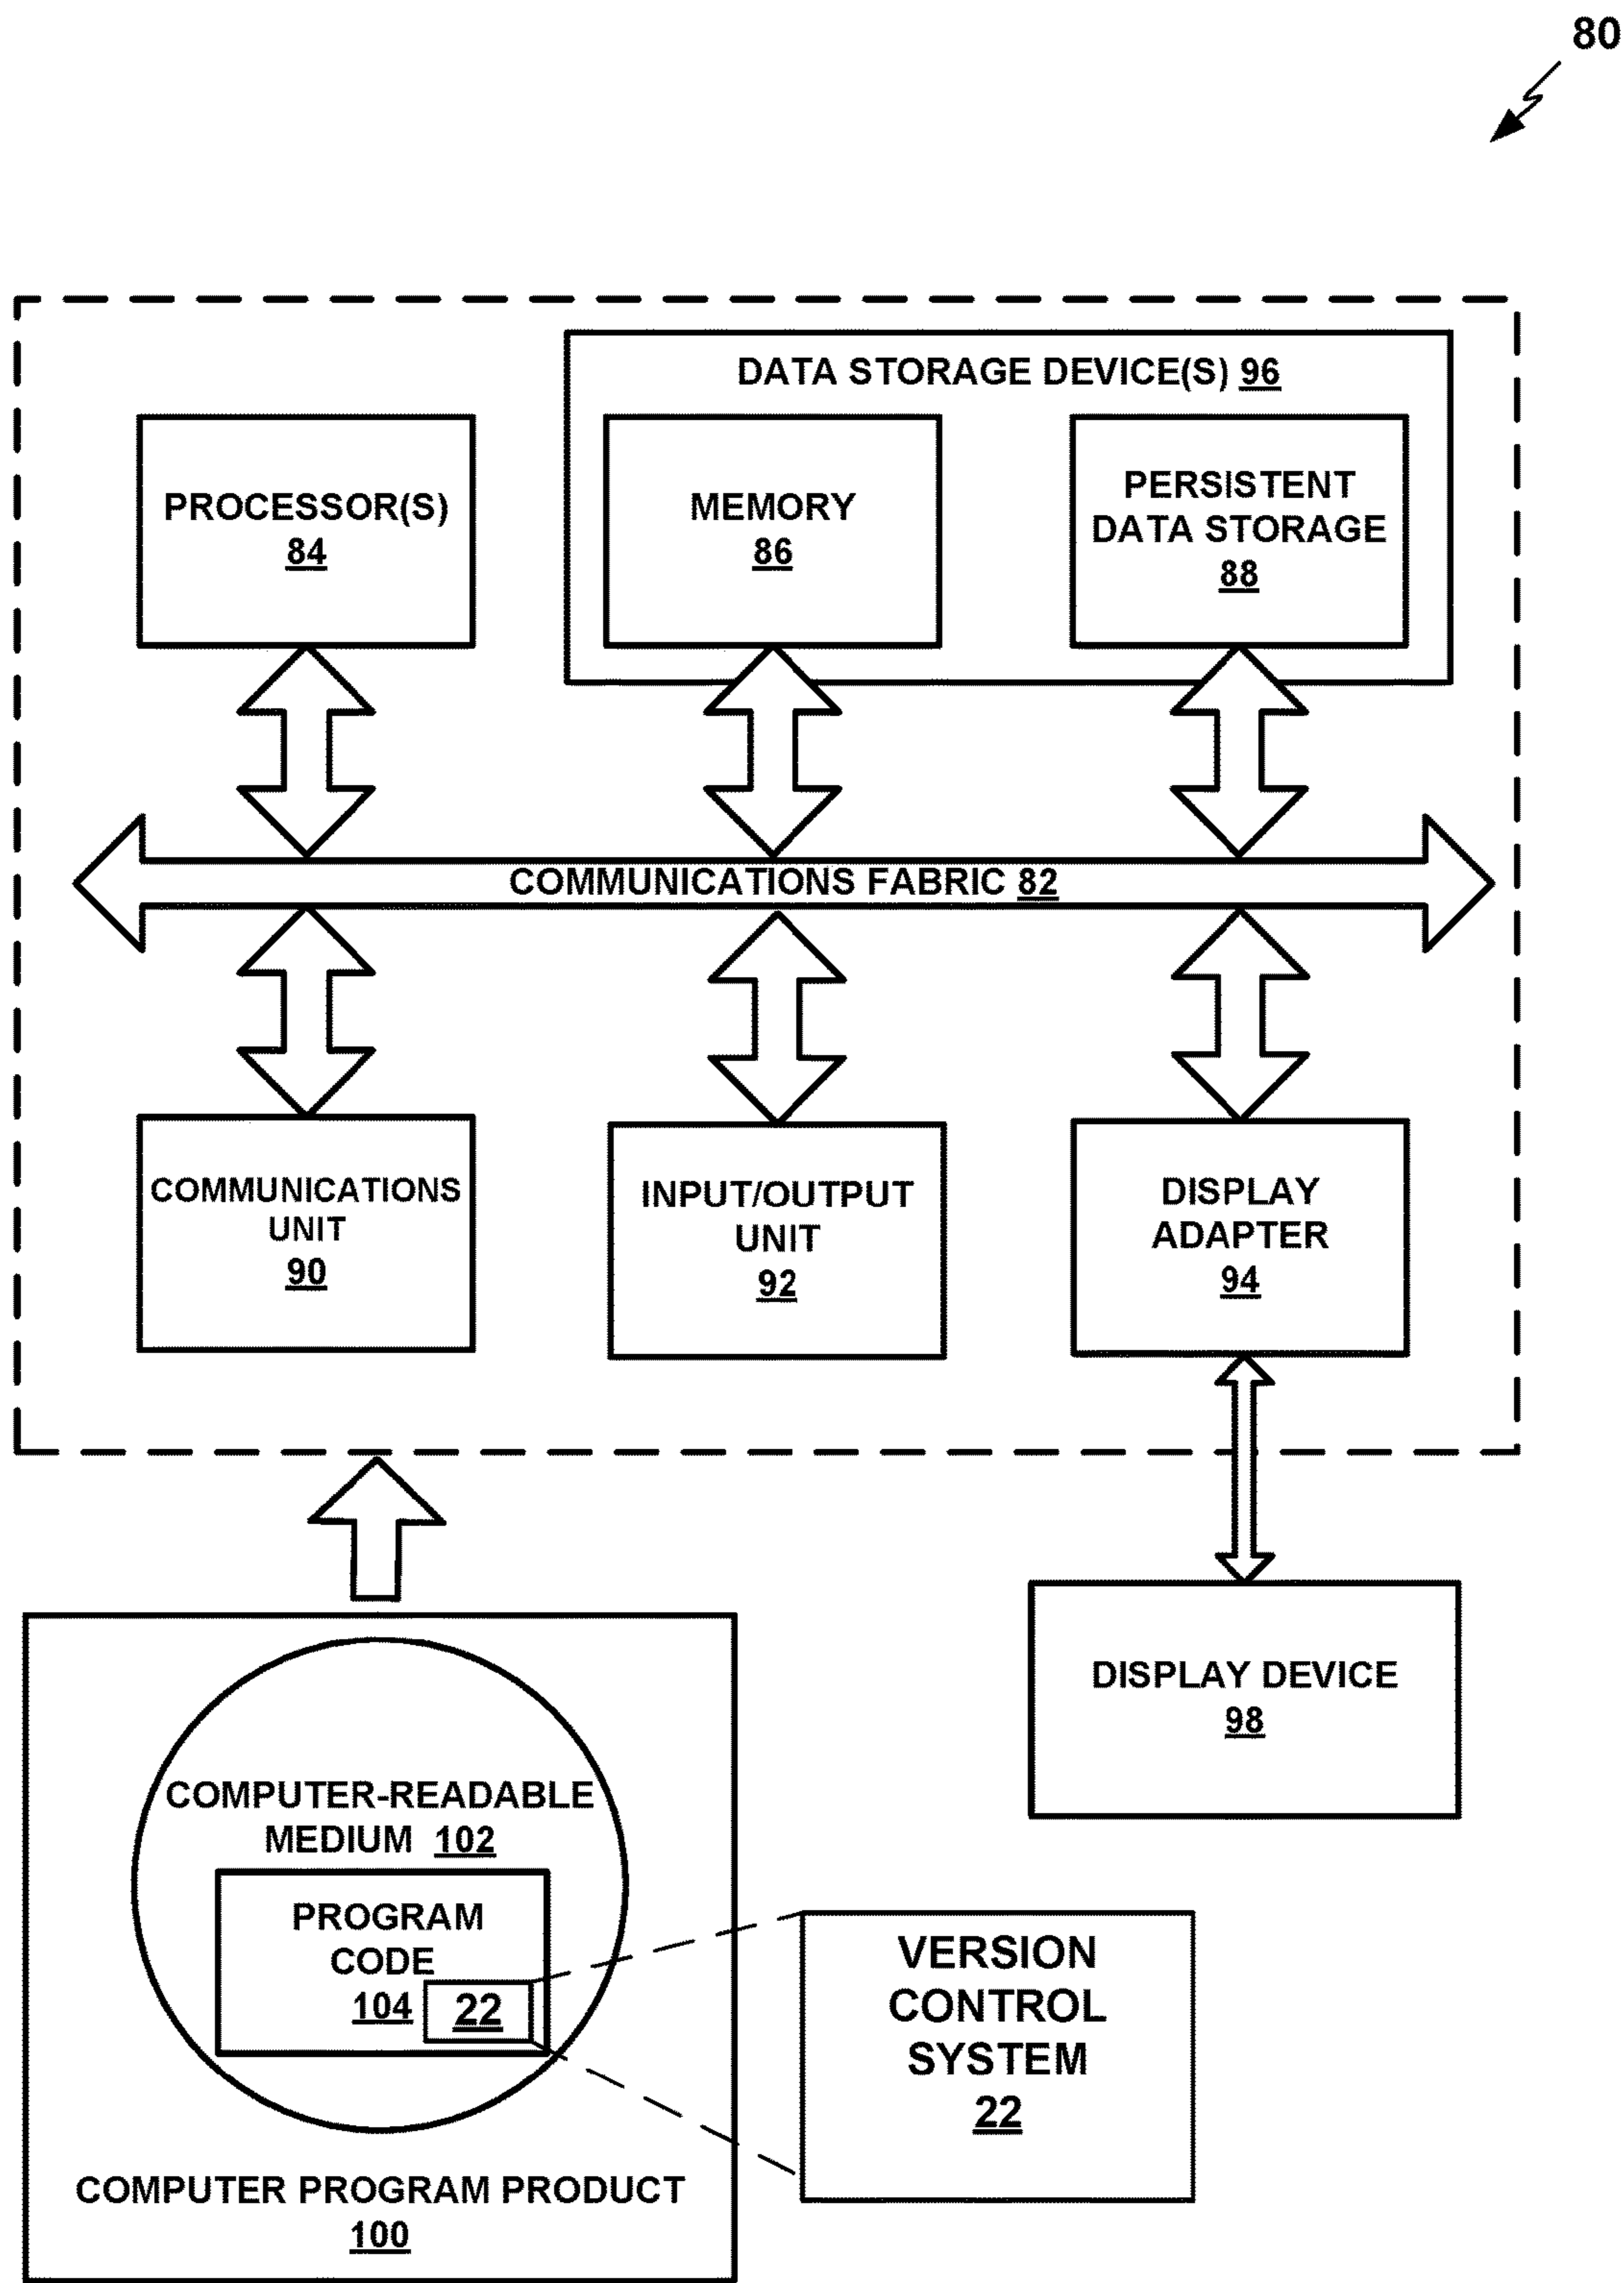 80
DATA STORAGE DEVICE(S) 96
PROCESSOR(S)
84
MEMORY
86
PERSISTENT
DATA STORAGE
88
COMMUNICATIONS FABRIC 82
COMMUNICATIONS
UNIT
90
INPUT/OUTPUT
UNIT
92
DISPLAY
ADAPTER
94
DISPLAY DEVICE
98
COMPUTER-READABLE
MEDIUM 102
PROGRAM
CODE
104
22
VERSION
CONTROL
SYSTEM
22
COMPUTER PROGRAM PRODUCT
100